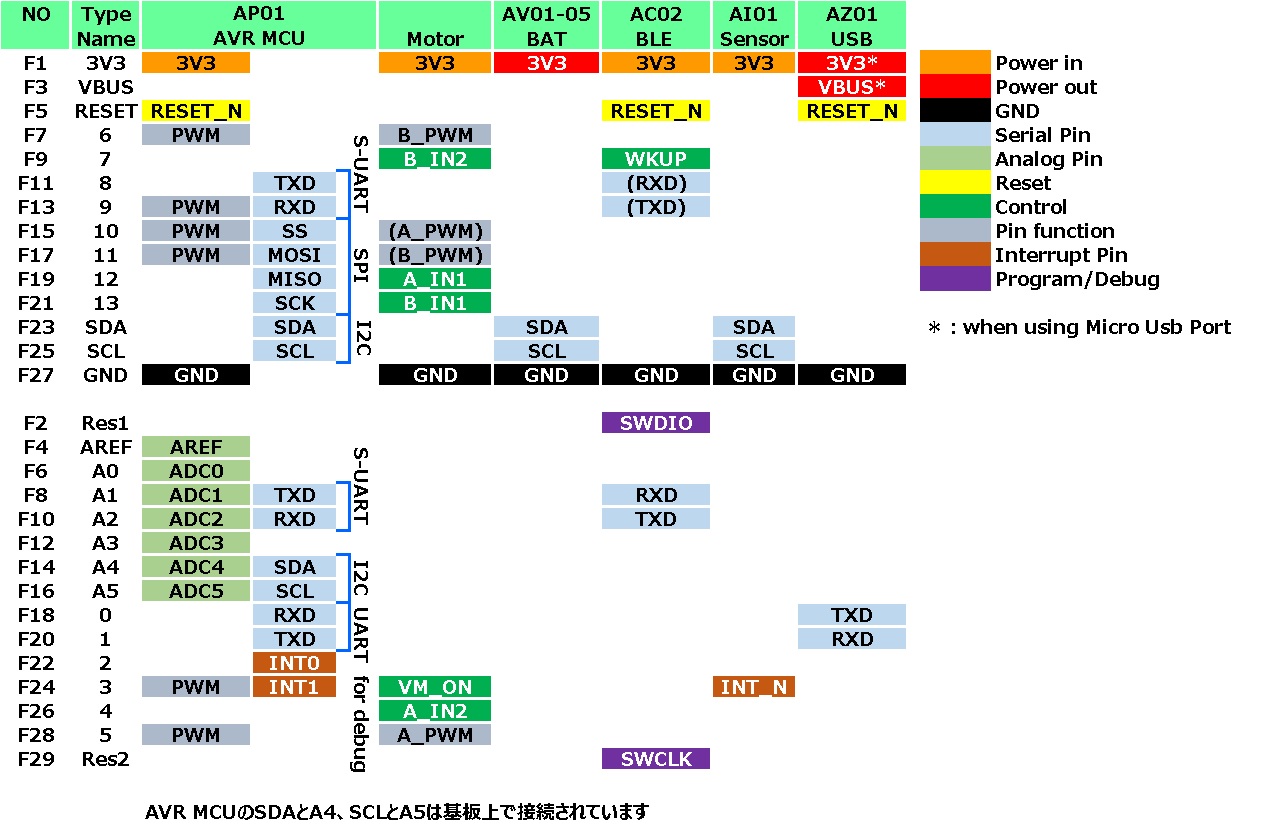 NO Type Name AP01 AVR MCU Motor AV01-05 BAT AC02 BLE AI01 Sensor AZ01 USB
F1 3V3 3V3 3V3 3V3 3V3 3V3 3V3*
F3 VBUS VBUS*
F5 RESET RESET_N RESET_N RESET_N
F7 6 PWM B_PWM
F9 7 B_IN2 WKUP
F11 8 TXD (RXD)
F13 9 PWM RXD (TXD)
S-UART
F15 10 PWM SS (A_PWM)
F17 11 PWM MOSI (B_PWM)
F19 12 MISO A_IN1
F21 13 SCK B_IN1
SPI
F23 SDA SDA SDA SDA
F25 SCL SCL SCL SCL
I2C
F27 GND GND GND GND GND GND GND
F2 Res1 SWDIO
F4 AREF AREF
F6 A0 ADC0
F8 A1 ADC1 TXD RXD
F10 A2 ADC2 RXD TXD
S-UART
F12 A3 ADC3
F14 A4 ADC4 SDA
F16 A5 ADC5 SCL
I2C
F18 0 RXD TXD
F20 1 TXD RXD
UART for debug
F22 2 INT0
F24 3 PWM INT1 VM_ON INT_N
F26 4 A_IN2
F28 5 PWM A_PWM
F29 Res2 SWCLK
Power in
Power out
GND
Serial Pin
Analog Pin
Reset
Control
Pin function
Interrupt Pin
Program/Debug
* : when using Micro Usb Port
AVR MCUのSDAとA4、SCLとA5は基板上で接続されています